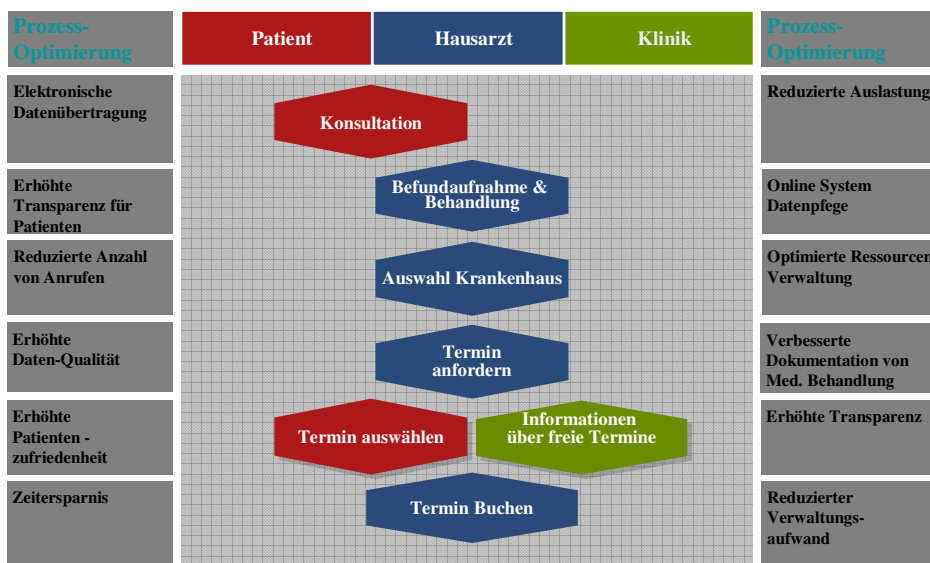 Prozess-
Optimierung
Patient
Hausarzt
Klinik
Prozess-
Optimierung
Elektronische
Datenübertragung
Konsultation
Reduzierte Auslastung
Erhöhte
Transparenz für
Patienten
Befundaufnahme &
Behandlung
Online System
Datenpfege
Reduzierte Anzahl
von Anrufen
Auswahl Krankenhaus
Optimierte Ressourcen
Verwaltung
Erhöhte
Daten-Qualität
Termin
anfordern
Verbesserte
Dokumentation von
Med. Behandlung
Erhöhte
Patienten -
zufriedenheit
Termin auswählen
Informationen
über freie Termine
Erhöhte Transparenz
Zeitersparnis
Termin Buchen
Reduzierter
Verwaltungs-
aufwand